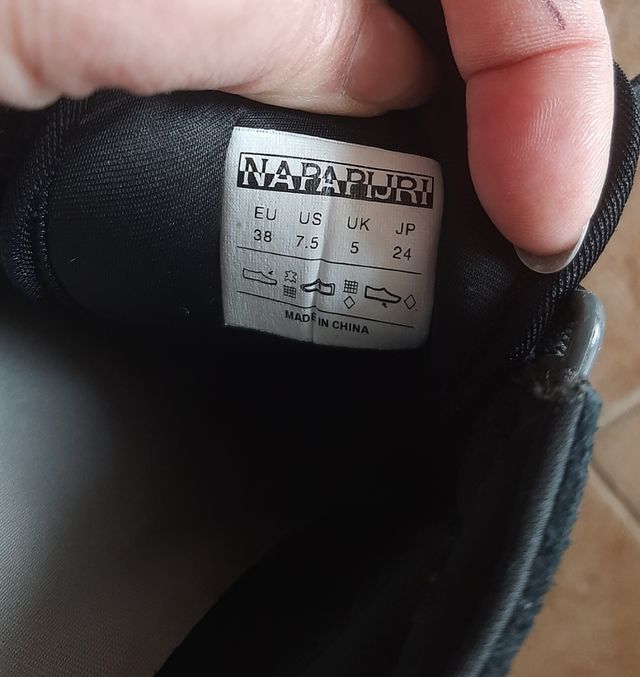 NAPAPIJRI
EU US UK JP
38 7.5 5 24
MADE IN CHINA